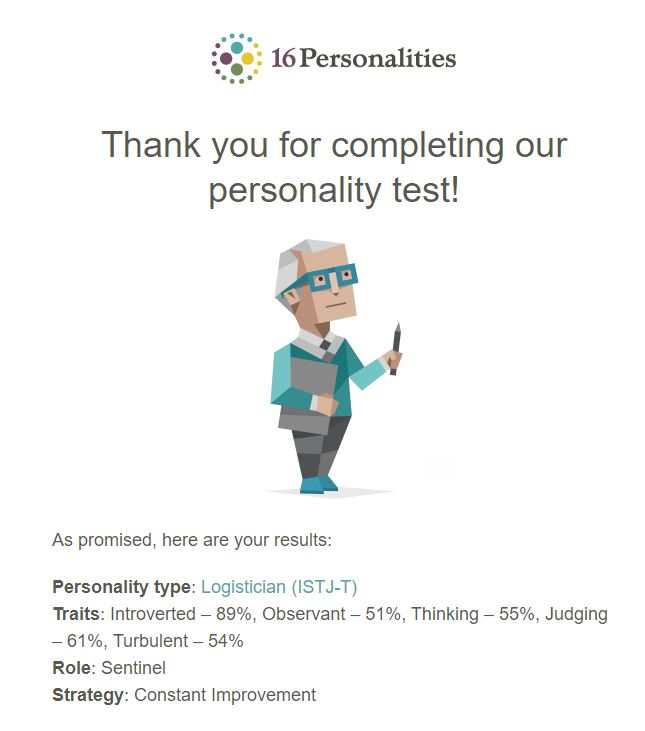 16Personalities
Thank you for completing our
personality test!
As promised, here are your results:
Personality type: Logistician (ISTJ-T)
Traits: Introverted – 89%, Observant – 51%, Thinking – 55%, Judging
– 61%, Turbulent – 54%
Role: Sentinel
Strategy: Constant Improvement